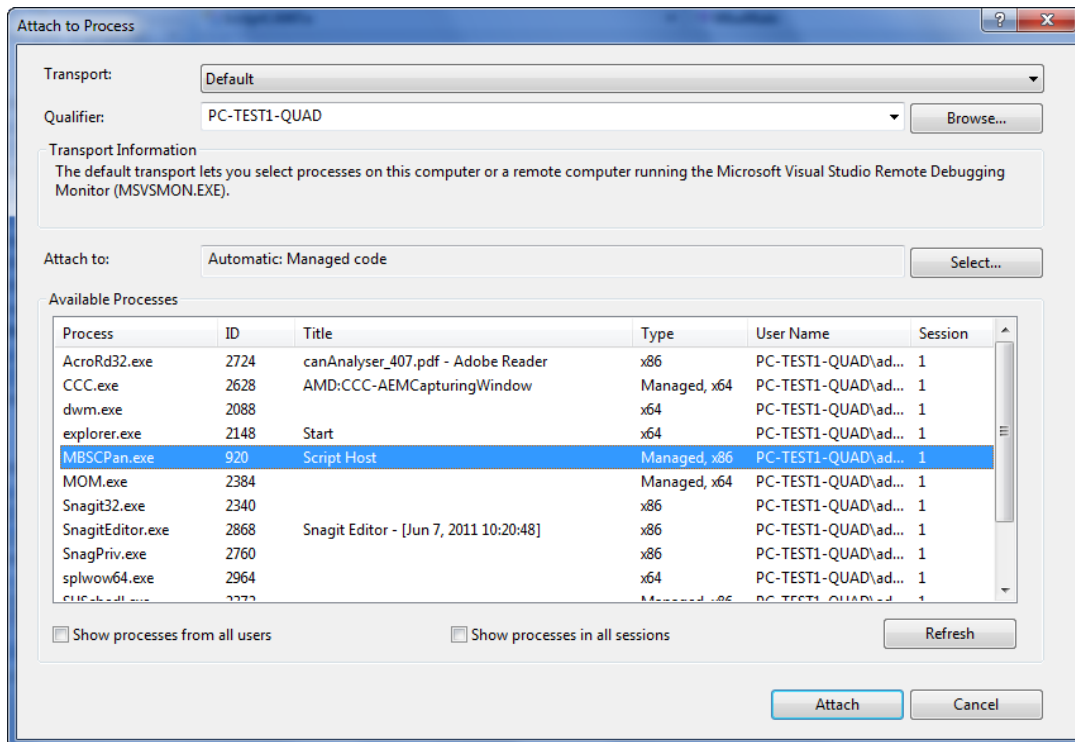 Attach to Process
Transport: Default
Qualifier: PC-TEST1-QUAD Browse...
Transport Information
The default transport lets you select processes on this computer or a remote computer running the Microsoft Visual Studio Remote Debugging
Monitor (MSVSMON.EXE).
Attach to: Automatic: Managed code Select...
Available Processes
Process ID Title Type User Name Session
AcroRd32.exe 2724 canAnalyser_407.pdf - Adobe Reader x86 PC-TEST1-QUAD\ad... 1
CCC.exe 2628 AMD:CCC-AEMCapturingWindow Managed, x64 PC-TEST1-QUAD\ad... 1
dwm.exe 2088 x64 PC-TEST1-QUAD\ad... 1
explorer.exe 2148 Start x64 PC-TEST1-QUAD\ad... 1
MBSCPan.exe 920 Script Host Managed, x86 PC-TEST1-QUAD\ad... 1
MOM.exe 2384 Managed, x64 PC-TEST1-QUAD\ad... 1
Snagit32.exe 2340 x86 PC-TEST1-QUAD\ad... 1
SnagitEditor.exe 2868 Snagit Editor - [Jun 7, 2011 10:20:48] x86 PC-TEST1-QUAD\ad... 1
SnagPriv.exe 2760 x86 PC-TEST1-QUAD\ad... 1
splwow64.exe 2964 x64 PC-TEST1-QUAD\ad... 1
Show processes from all users Show processes in all sessions Refresh
Attach Cancel